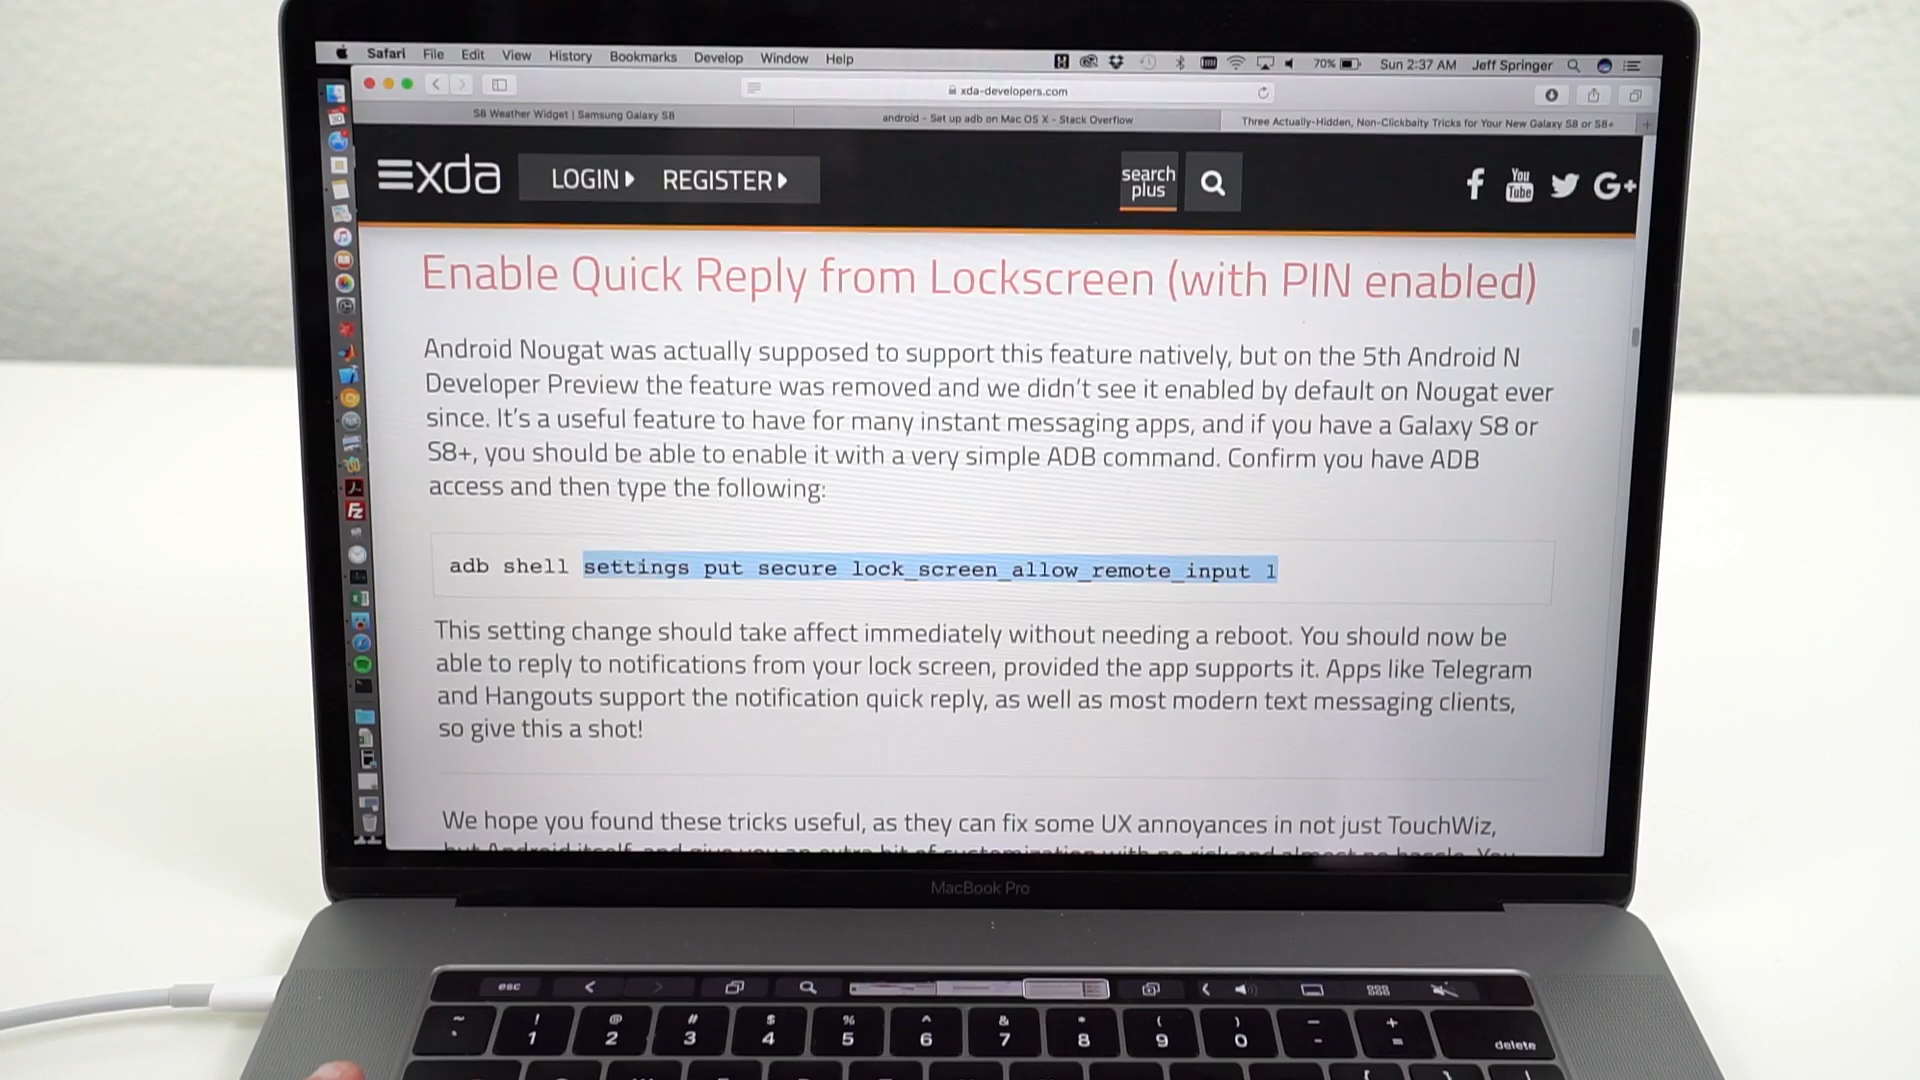 Safari File Edit View History Bookmarks Develop Window Help 70% Sun 2:37 AM Jeff Springer
xda-developers.com
S8 Weather Widget | Samsung Galaxy S8 android - Set up adb on Mac OS X - Stack Overflow Three Actually-Hidden, Non-Clickbaity Tricks for Your New Galaxy S8 or S8+
xda LOGIN REGISTER search plus f You Tube G+
Enable Quick Reply from Lockscreen (with PIN enabled)
Android Nougat was actually supposed to support this feature natively, but on the 5th Android N
Developer Preview the feature was removed and we didn't see it enabled by default on Nougat ever
since. It's a useful feature to have for many instant messaging apps, and if you have a Galaxy S8 or
S8+, you should be able to enable it with a very simple ADB command. Confirm you have ADB
access and then type the following:
adb shell settings put secure lock_screen_allow_remote_input 1
This setting change should take affect immediately without needing a reboot. You should now be
able to reply to notifications from your lock screen, provided the app supports it. Apps like Telegram
and Hangouts support the notification quick reply, as well as most modern text messaging clients,
so give this a shot!
We hope you found these tricks useful, as they can fix some UX annoyances in not just TouchWiz,
MacBook Pro
esc
~ ! @ # $ % ^ & * ( ) — +
` 1 2 3 4 5 6 7 8 9 0 - = delete